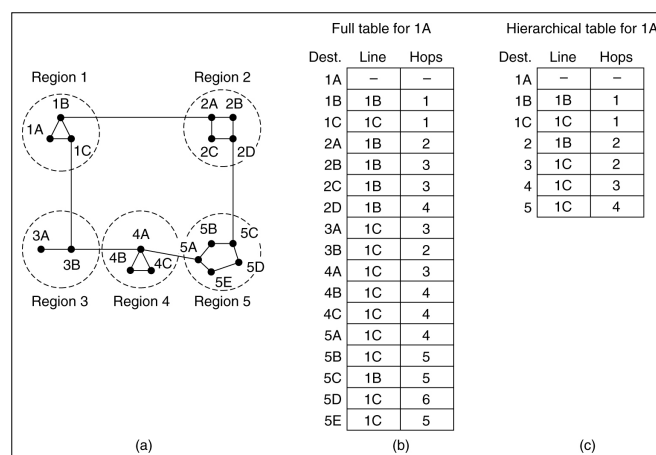 Full table for 1A
Hierarchical table for 1A
Dest. Line Hops
Dest. Line Hops
Region 1
Region 2
1B
2A 2B
1A
1C
2C 2D
5B 5C
3A
4A
5A
3B
4B 4C
5D
5E
Region 3 Region 4 Region 5
1A – –
1B 1B 1
1C 1C 1
2A 1B 2
2B 1B 3
2C 1B 3
2D 1B 4
3A 1C 3
3B 1C 2
4A 1C 3
4B 1C 4
4C 1C 4
5A 1C 4
5B 1C 5
5C 1B 5
5D 1C 6
5E 1C 5
1A – –
1B 1B 1
1C 1C 1
2 1B 2
3 1C 2
4 1C 3
5 1C 4
(a) (b) (c)